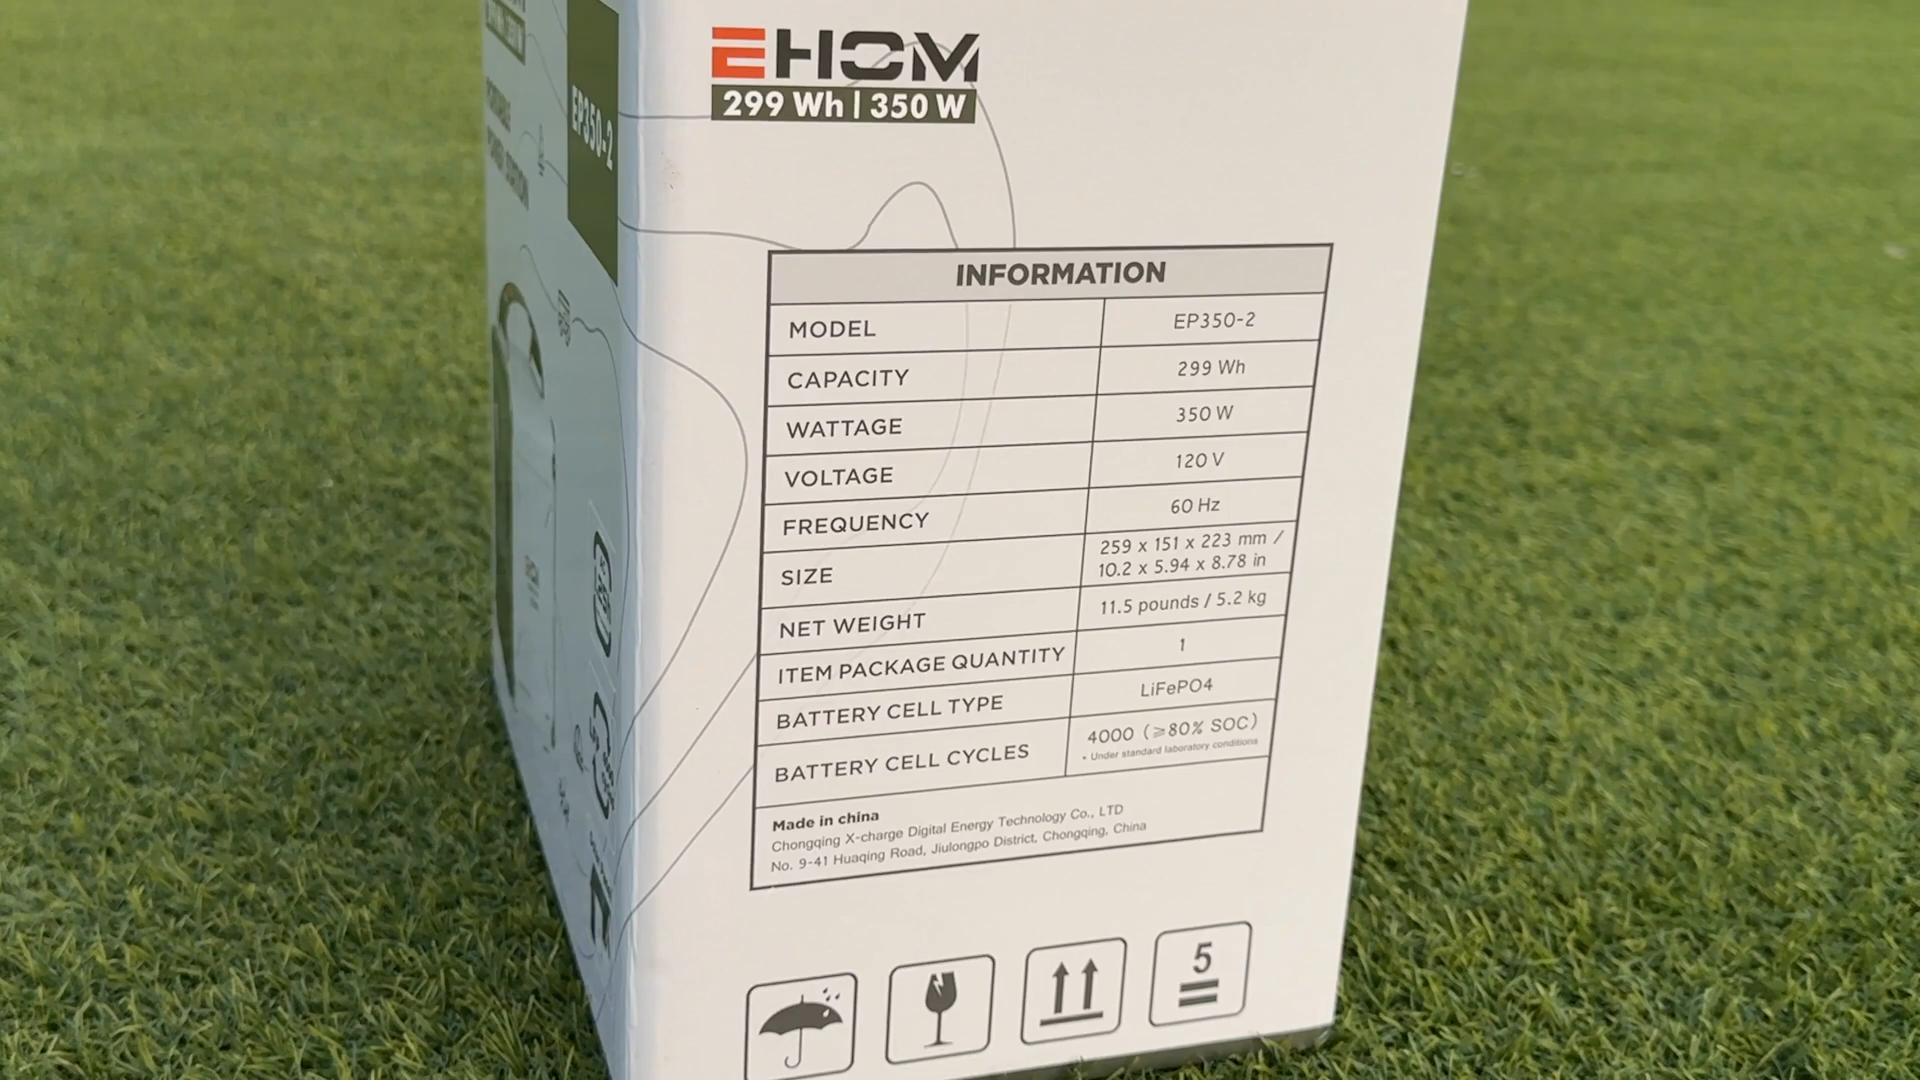 EHOM
299 Wh | 350 W
EP350-2
INFORMATION
MODEL EP350-2
CAPACITY 299 Wh
WATTAGE 350 W
VOLTAGE 120 V
FREQUENCY 60 Hz
SIZE 259 x 151 x 223 mm /
10.2 x 5.94 x 8.78 in
NET WEIGHT 11.5 pounds / 5.2 kg
ITEM PACKAGE QUANTITY 1
BATTERY CELL TYPE LiFePO4
BATTERY CELL CYCLES 4000 (≥80% SOC)
• Under standard laboratory conditions
Made in china
Chongqing X-charge Digital Energy Technology Co., LTD
No. 9-41 Huaqing Road, Jiulongpo District, Chongqing, China
5